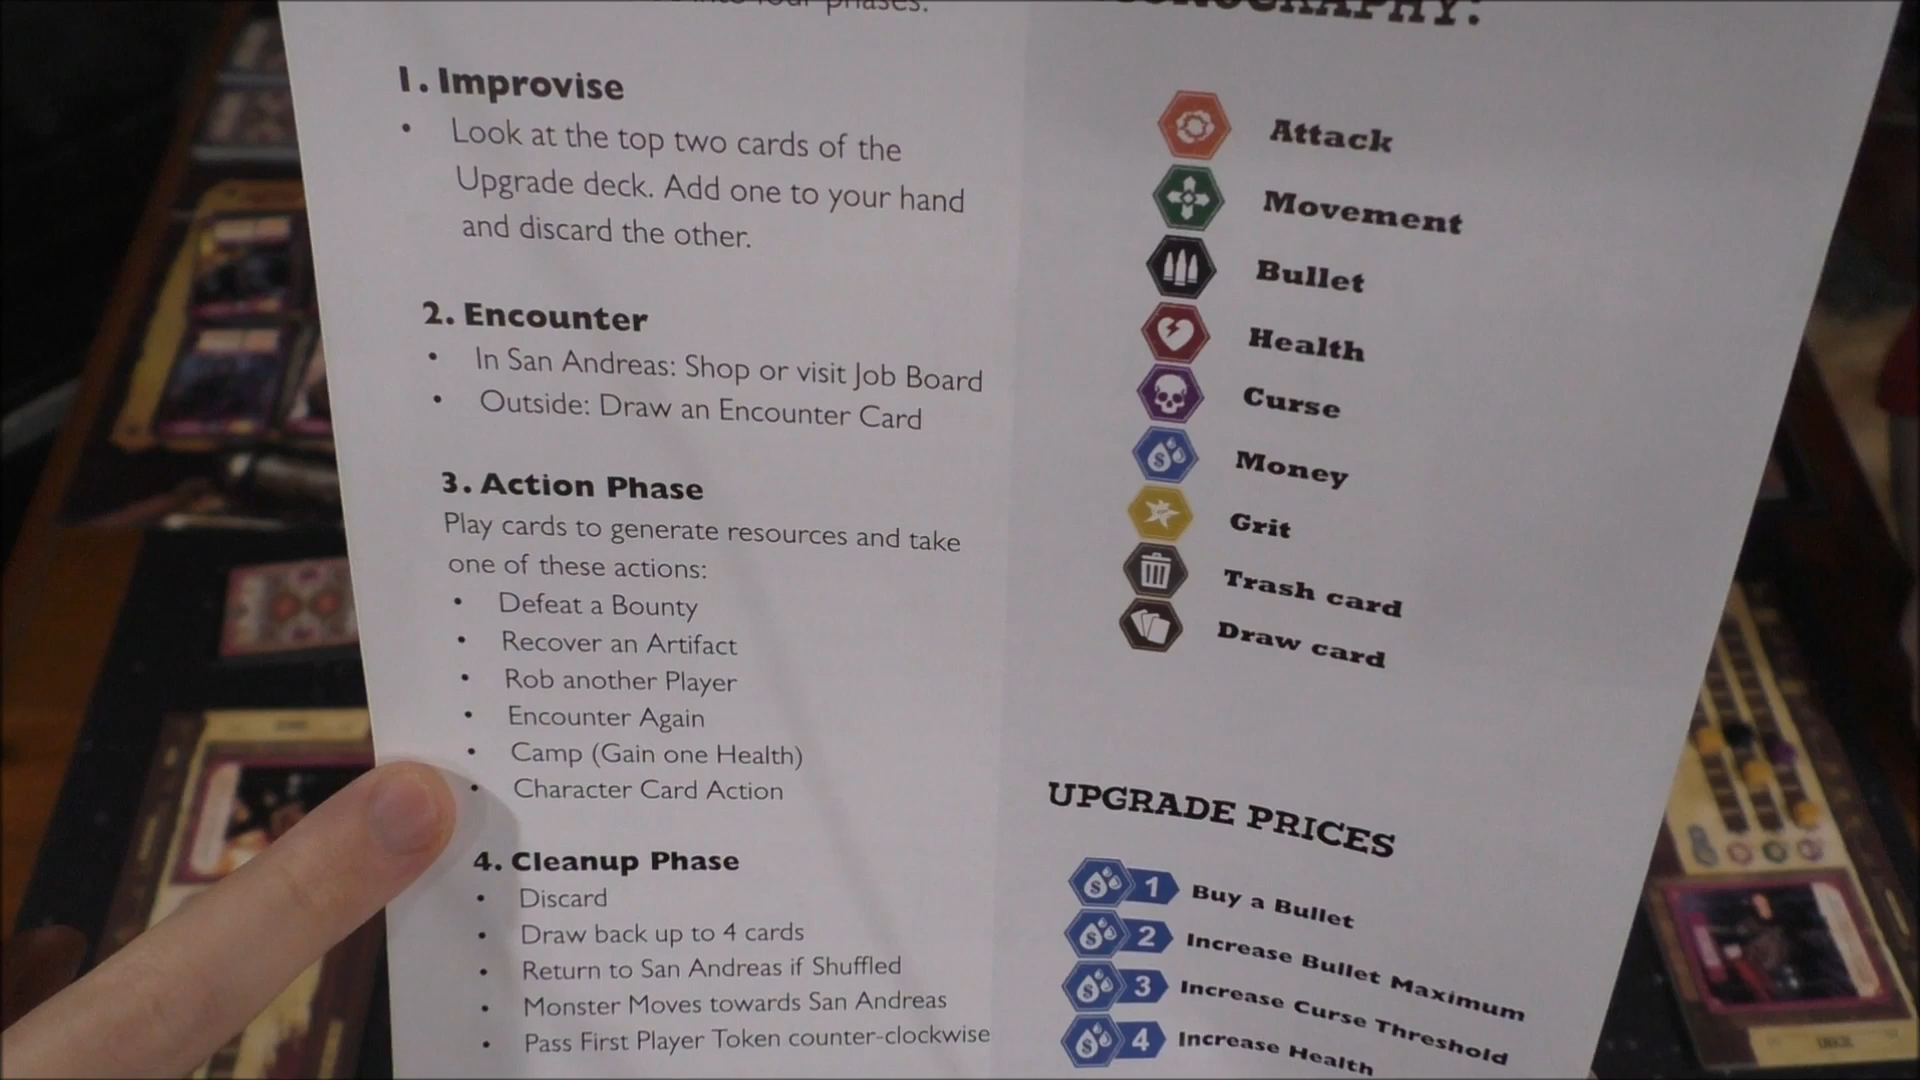 phases.
1. Improvise
• Look at the top two cards of the
Upgrade deck. Add one to your hand
and discard the other.
2. Encounter
• In San Andreas: Shop or visit Job Board
• Outside: Draw an Encounter Card
3. Action Phase
Play cards to generate resources and take
one of these actions:
• Defeat a Bounty
• Recover an Artifact
• Rob another Player
• Encounter Again
• Camp (Gain one Health)
• Character Card Action
4. Cleanup Phase
• Discard
• Draw back up to 4 cards
• Return to San Andreas if Shuffled
• Monster Moves towards San Andreas
• Pass First Player Token counter-clockwise
Attack
Movement
Bullet
Health
Curse
$ Money
Grit
Trash card
Draw card
UPGRADE PRICES
$ 1 Buy a Bullet
$ 2 Increase Bullet Maximum
$ 3 Increase Curse Threshold
$ 4 Increase Health